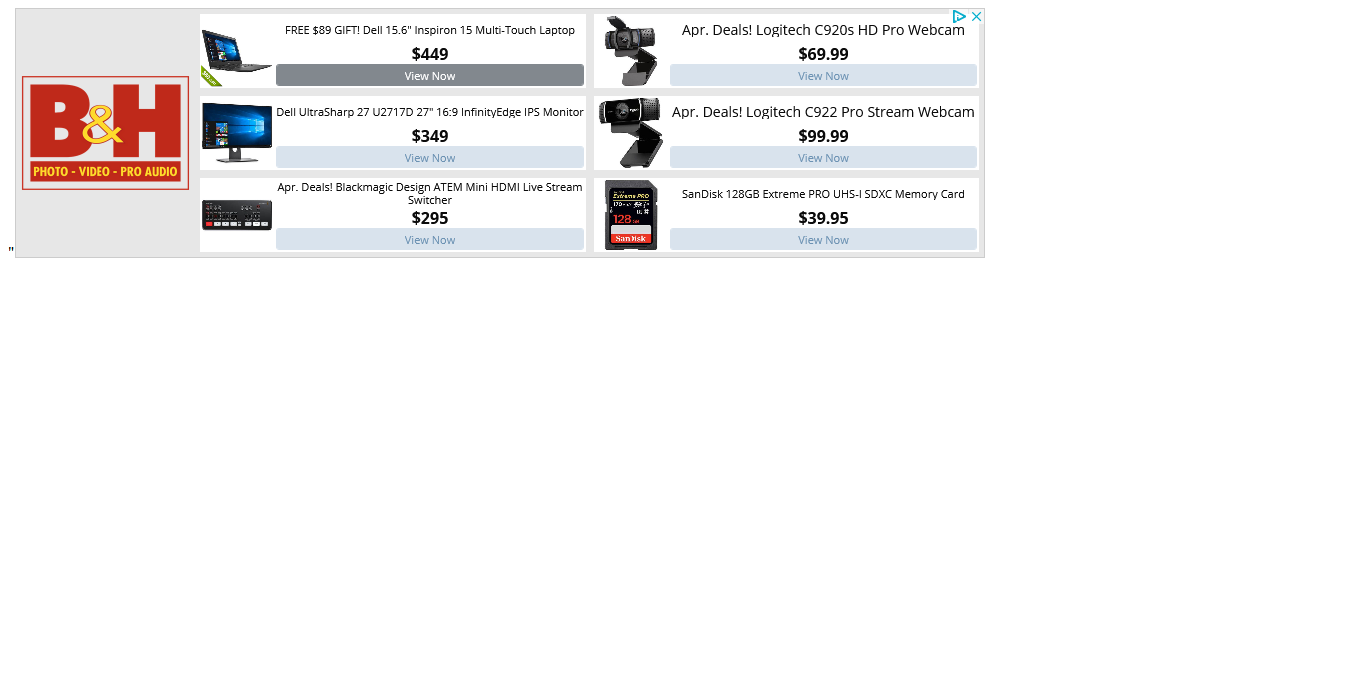 B&H
PHOTO - VIDEO - PRO AUDIO
FREE $89 GIFT! Dell 15.6" Inspiron 15 Multi-Touch Laptop
$449
View Now
Apr. Deals! Logitech C920s HD Pro Webcam
$69.99
View Now
Dell UltraSharp 27 U2717D 27" 16:9 InfinityEdge IPS Monitor
$349
View Now
Apr. Deals! Logitech C922 Pro Stream Webcam
$99.99
View Now
Apr. Deals! Blackmagic Design ATEM Mini HDMI Live Stream
Switcher
$295
View Now
Extreme PRO
128
SanDisk
SanDisk 128GB Extreme PRO UHS-I SDXC Memory Card
$39.95
View Now
"